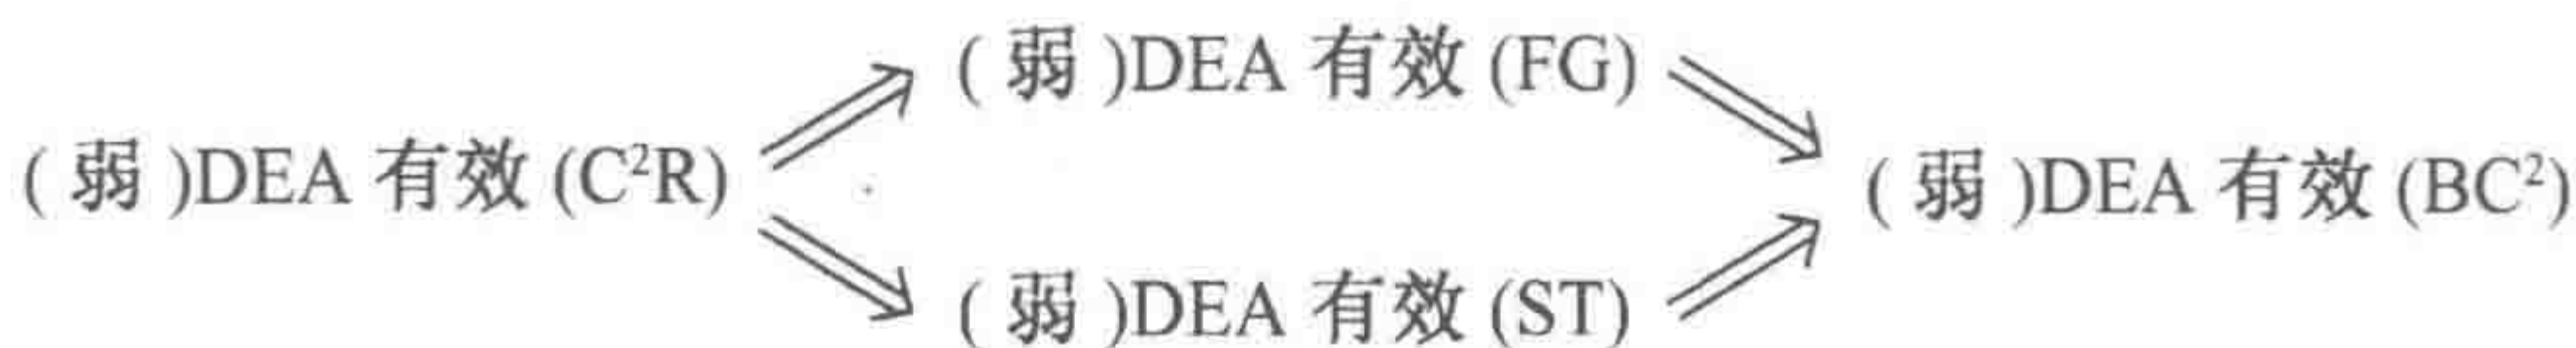 (弱)DEA 有效 (FG)
(弱)DEA 有效 (C²R)
(弱)DEA 有效 (BC²)
(弱)DEA 有效 (ST)